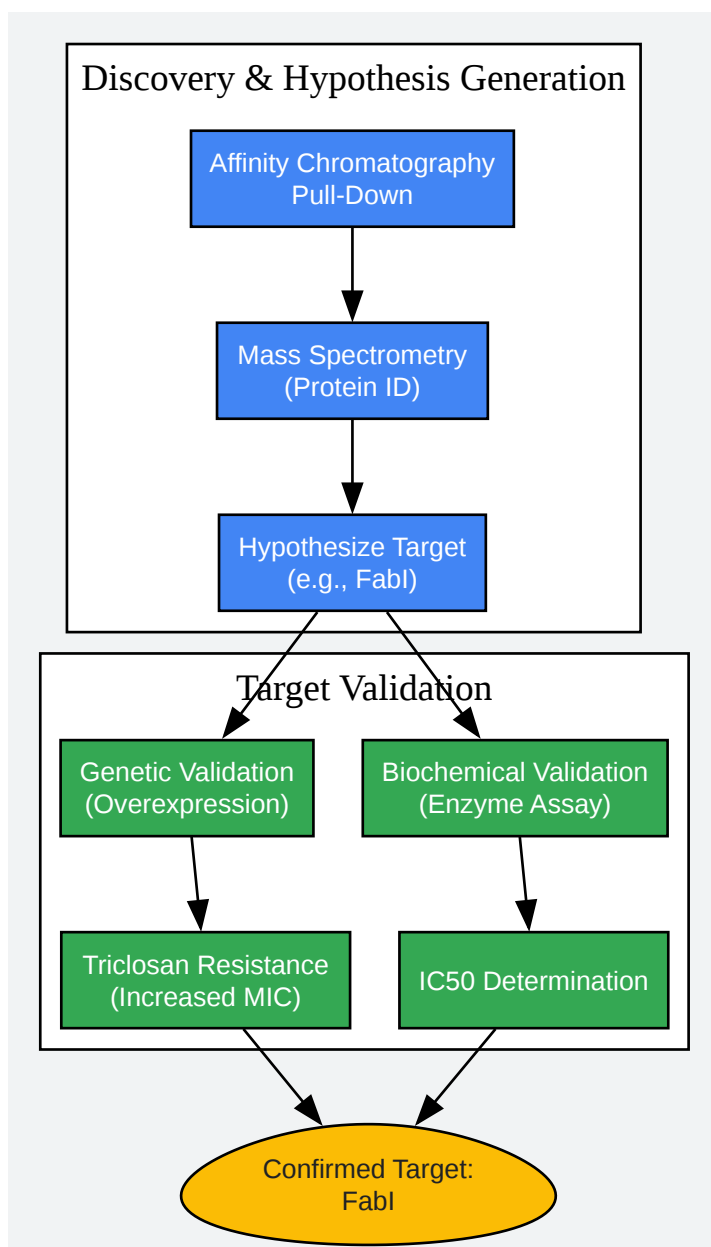 Discovery & Hypothesis Generation
Affinity Chromatography
Pull-Down
Mass Spectrometry
(Protein ID)
Hypothesize Target
(e.g., FabI)
Target Validation
Genetic Validation
(Overexpression)
Biochemical Validation
(Enzyme Assay)
Triclosan Resistance
(Increased MIC)
IC50 Determination
Confirmed Target:
FabI